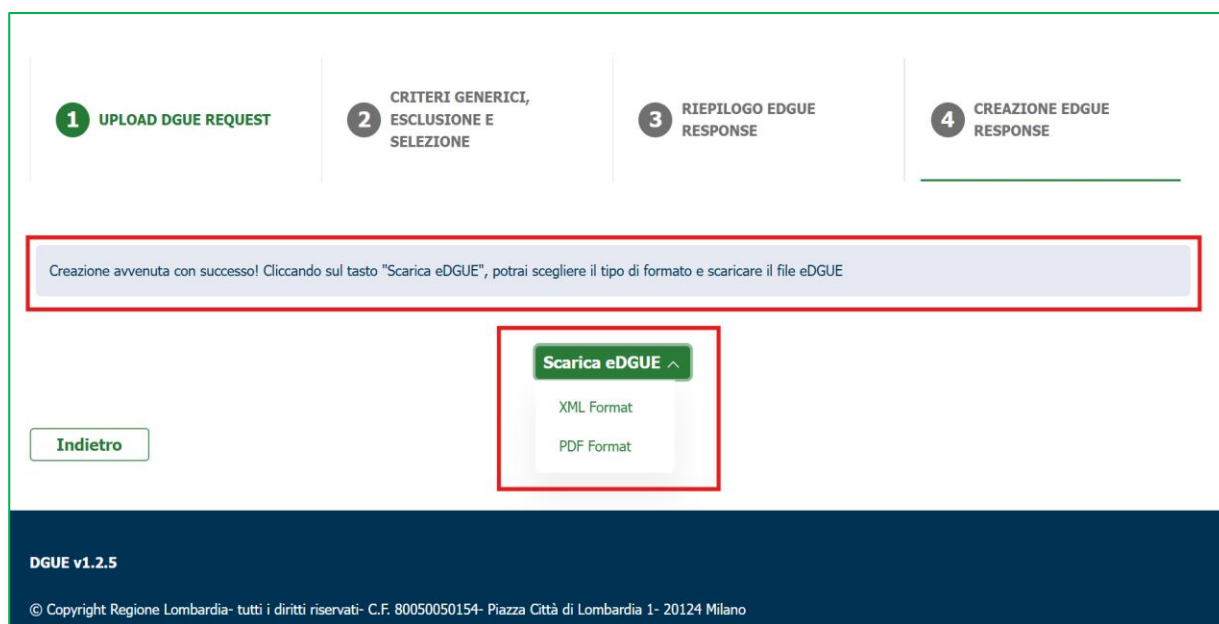 1 UPLOAD DGUE REQUEST
2 CRITERI GENERICI,
ESCLUSIONE E
SELEZIONE
3 RIEPILOGO EDGUE
RESPONSE
4 CREAZIONE EDGUE
RESPONSE
Creazione avvenuta con successo! Cliccando sul tasto "Scarica eDGUE", potrai scegliere il tipo di formato e scaricare il file eDGUE
Scarica eDGUE
XML Format
PDF Format
Indietro
DGUE v1.2.5
© Copyright Regione Lombardia- tutti i diritti riservati- C.F. 80050050154- Piazza Città di Lombardia 1- 20124 Milano